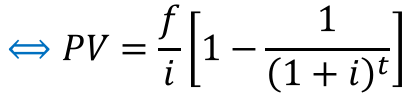 ⟺ PV = f/i [1 − 1/(1 + i)^t]